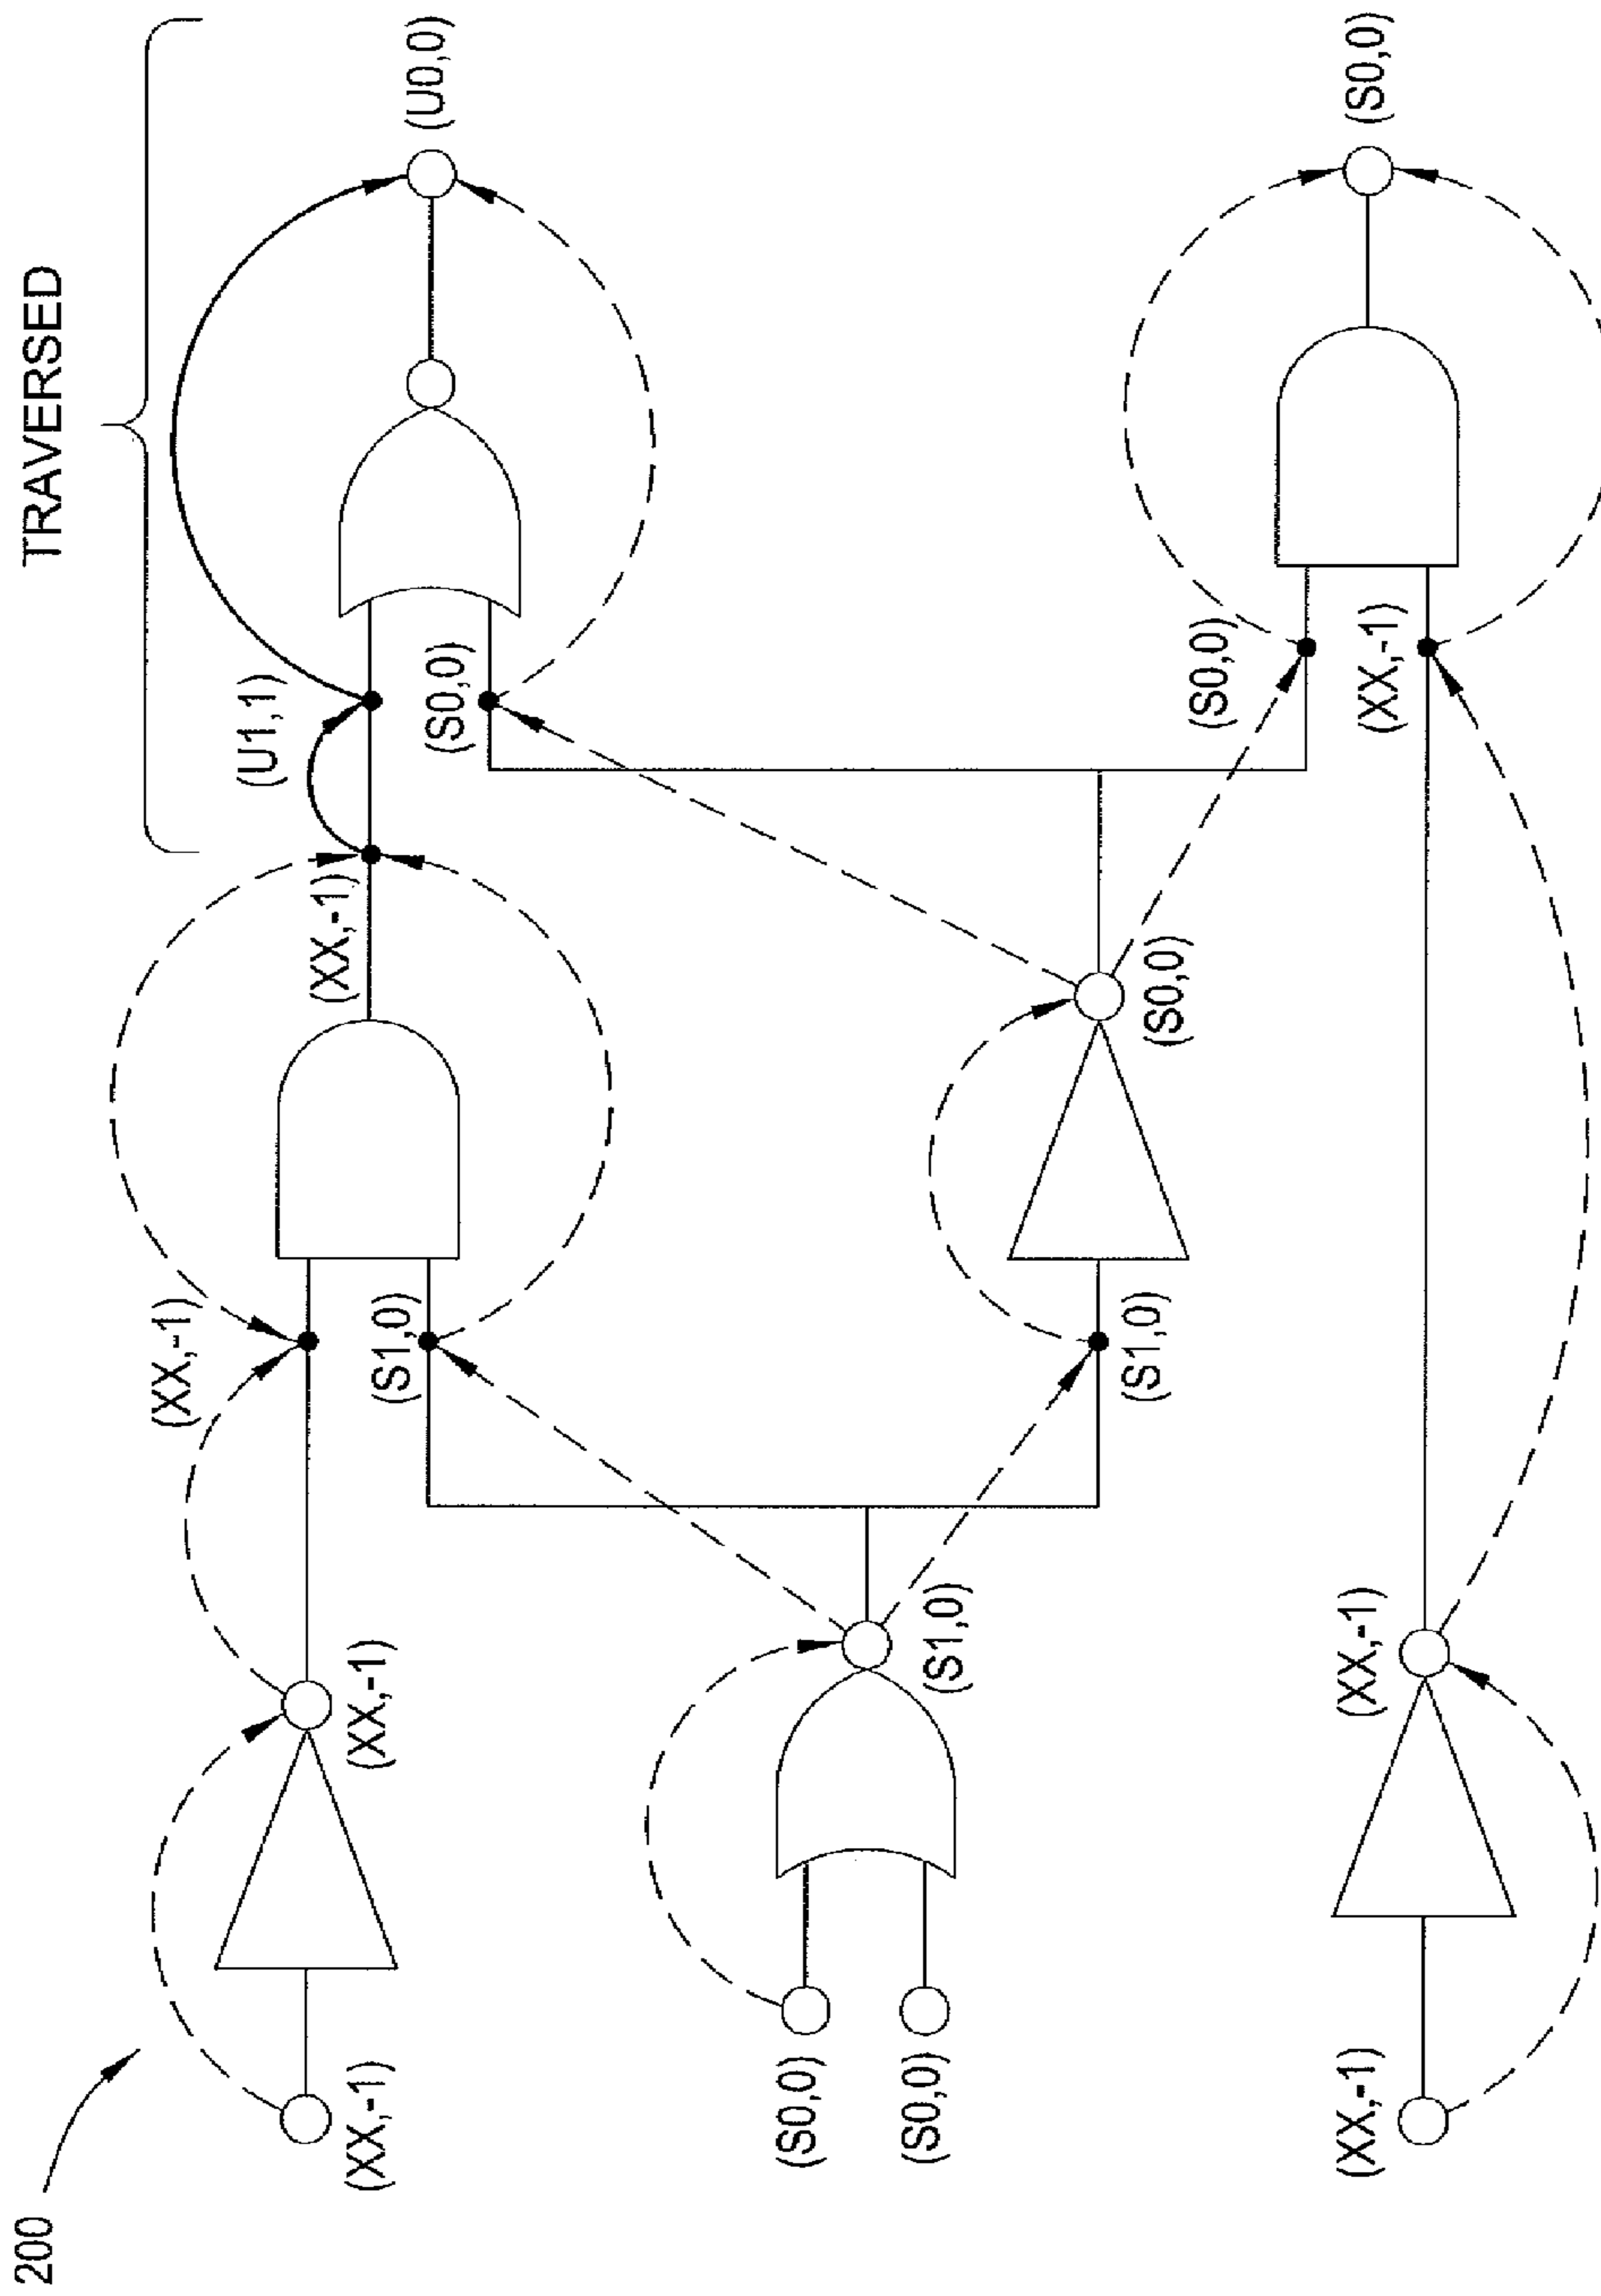 200
TRAVERSED
(XX,-1)
(XX,-1)
(XX,-1)
(XX,-1)
(U1,1)
(U0,0)
(S1,0)
(S0,0)
(S0,0)
(S0,0)
(S1,0)
(S1,0)
(S0,0)
(S0,0)
(XX,-1)
(XX,-1)
(XX,-1)
(S0,0)